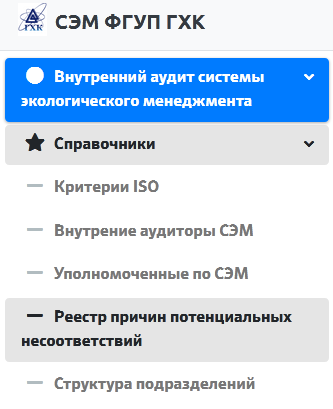 ГХК
СЭМ ФГУП ГХК
Внутренний аудит системы
экологического менеджмента
Справочники
Критерии ISO
Внутрение аудиторы СЭМ
Уполномоченные по СЭМ
Реестр причин потенциальных
несоответствий
Структура подразделений